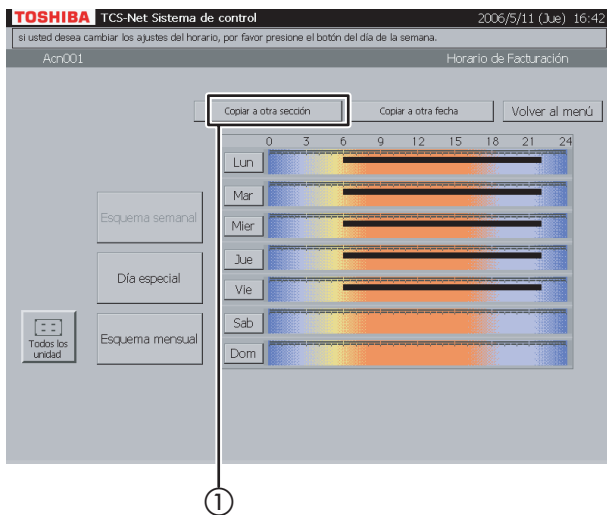 TOSHIBA TCS-Net Sistema de control 2006/5/11 (Jue) 16:42
si usted desea cambiar los ajustes del horario, por favor presione el botón del día de la semana.
Acn001 Horario de Facturación
Copiar a otra sección Copiar a otra fecha Volver al menú
0 3 6 9 12 15 18 21 24
Lun
Mar
Mier
Jue
Vie
Sab
Dom
Esquema semanal
Día especial
Esquema mensual
Todos los
unidad
①